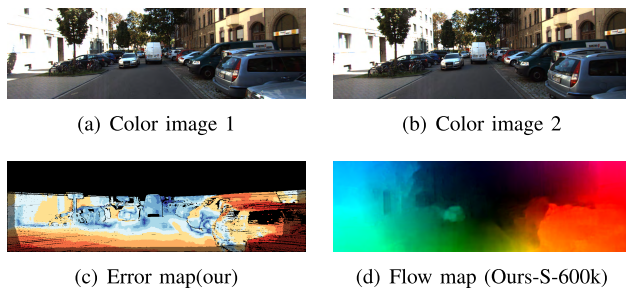 (a) Color image 1
(b) Color image 2
(c) Error map(our)
(d) Flow map (Ours-S-600k)